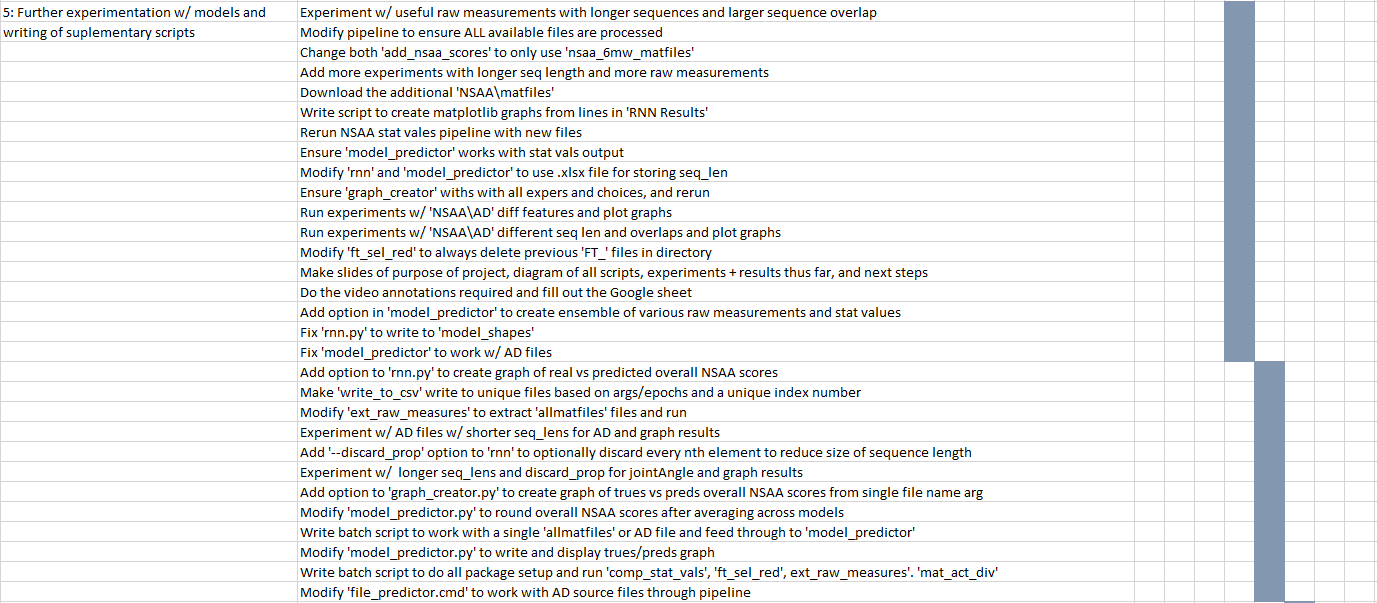 5: Further experimentation w/ models and
writing of suplementary scripts
Experiment w/ useful raw measurements with longer sequences and larger sequence overlap
Modify pipeline to ensure ALL available files are processed
Change both 'add_nsaa_scores' to only use 'nsaa_6mw_matfiles'
Add more experiments with longer seq length and more raw measurements
Download the additional 'NSAA\matfiles'
Write script to create matplotlib graphs from lines in 'RNN Results'
Rerun NSAA stat vales pipeline with new files
Ensure 'model_predictor' works with stat vals output
Modify 'rnn' and 'model_predictor' to use .xlsx file for storing seq_len
Ensure 'graph_creator' withs with all expers and choices, and rerun
Run experiments w/ 'NSAA\AD' diff features and plot graphs
Run experiments w/ 'NSAA\AD' different seq len and overlaps and plot graphs
Modify 'ft_sel_red' to always delete previous 'FT_' files in directory
Make slides of purpose of project, diagram of all scripts, experiments + results thus far, and next steps
Do the video annotations required and fill out the Google sheet
Add option in 'model_predictor' to create ensemble of various raw measurements and stat values
Fix 'rnn.py' to write to 'model_shapes'
Fix 'model_predictor' to work w/ AD files
Add option to 'rnn.py' to create graph of real vs predicted overall NSAA scores
Make 'write_to_csv' write to unique files based on args/epochs and a unique index number
Modify 'ext_raw_measures' to extract 'allmatfiles' files and run
Experiment w/ AD files w/ shorter seq_lens for AD and graph results
Add '--discard_prop' option to 'rnn' to optionally discard every nth element to reduce size of sequence length
Experiment w/  longer seq_lens and discard_prop for jointAngle and graph results
Add option to 'graph_creator.py' to create graph of trues vs preds overall NSAA scores from single file name arg
Modify 'model_predictor.py' to round overall NSAA scores after averaging across models
Write batch script to work with a single 'allmatfiles' or AD file and feed through to 'model_predictor'
Modify 'model_predictor.py' to write and display trues/preds graph
Write batch script to do all package setup and run 'comp_stat_vals', 'ft_sel_red', ext_raw_measures'. 'mat_act_div'
Modify 'file_predictor.cmd' to work with AD source files through pipeline